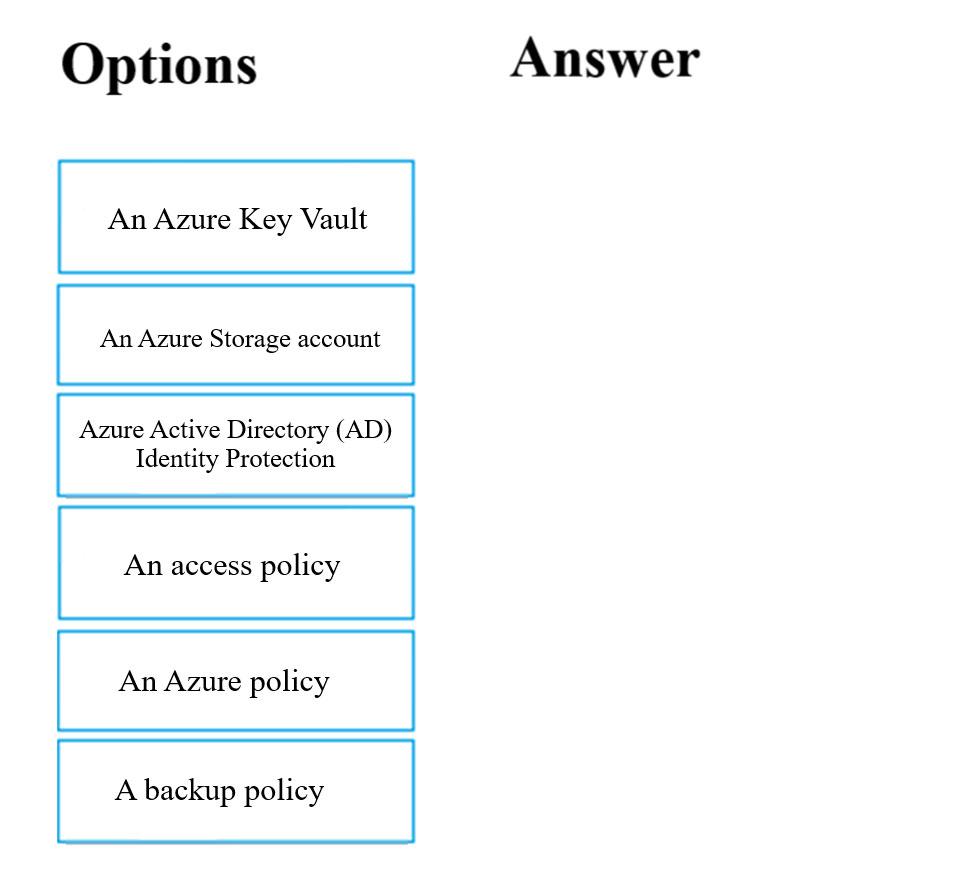 Options
Answer
An Azure Key Vault
An Azure Storage account
Azure Active Directory (AD)
Identity Protection
An access policy
An Azure policy
A backup policy